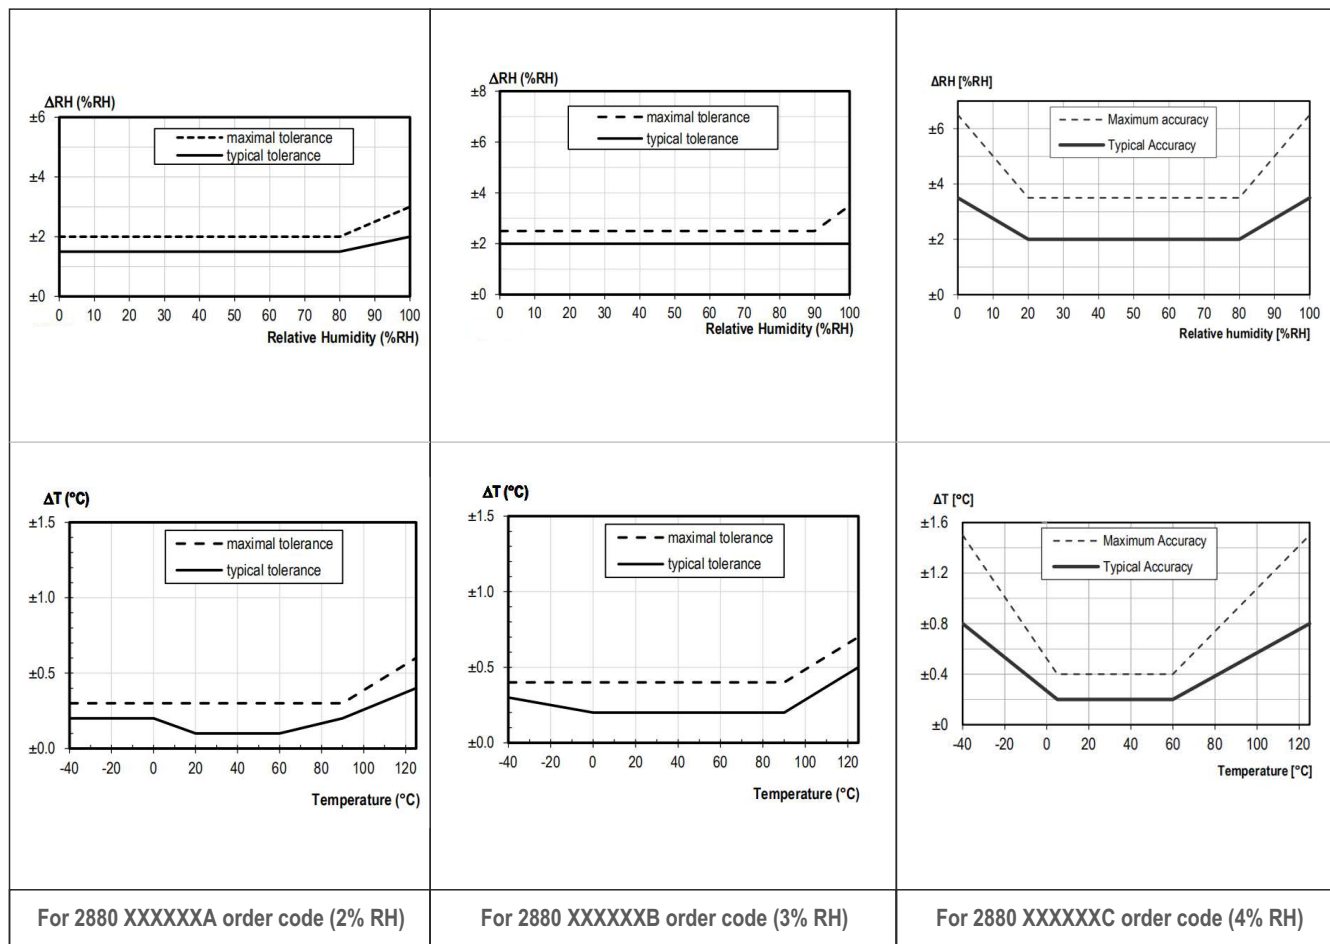 ΔRH (%RH)
±6
maximal tolerance
typical tolerance
±4
±2
±0
0 10 20 30 40 50 60 70 80 90 100
Relative Humidity (%RH)
ΔRH (%RH)
±8
maximal tolerance
typical tolerance
±6
±4
±2
±0
0 10 20 30 40 50 60 70 80 90 100
Relative Humidity (%RH)
ΔRH [%RH]
Maximum accuracy
±6
Typical Accuracy
±4
±2
±0
0 10 20 30 40 50 60 70 80 90 100
Relative humidity [%RH]
ΔT (°C)
±1.5
maximal tolerance
typical tolerance
±1.0
±0.5
±0.0
-40 -20 0 20 40 60 80 100 120
Temperature (°C)
ΔT (°C)
±1.5
maximal tolerance
typical tolerance
±1.0
±0.5
±0.0
-40 -20 0 20 40 60 80 100 120
Temperature (°C)
ΔT [°C]
±1.6
Maximum Accuracy
Typical Accuracy
±1.2
±0.8
±0.4
±0
-40 -20 0 20 40 60 80 100 120
Temperature [°C]
For 2880 XXXXXXA order code (2% RH)
For 2880 XXXXXXB order code (3% RH)
For 2880 XXXXXXC order code (4% RH)